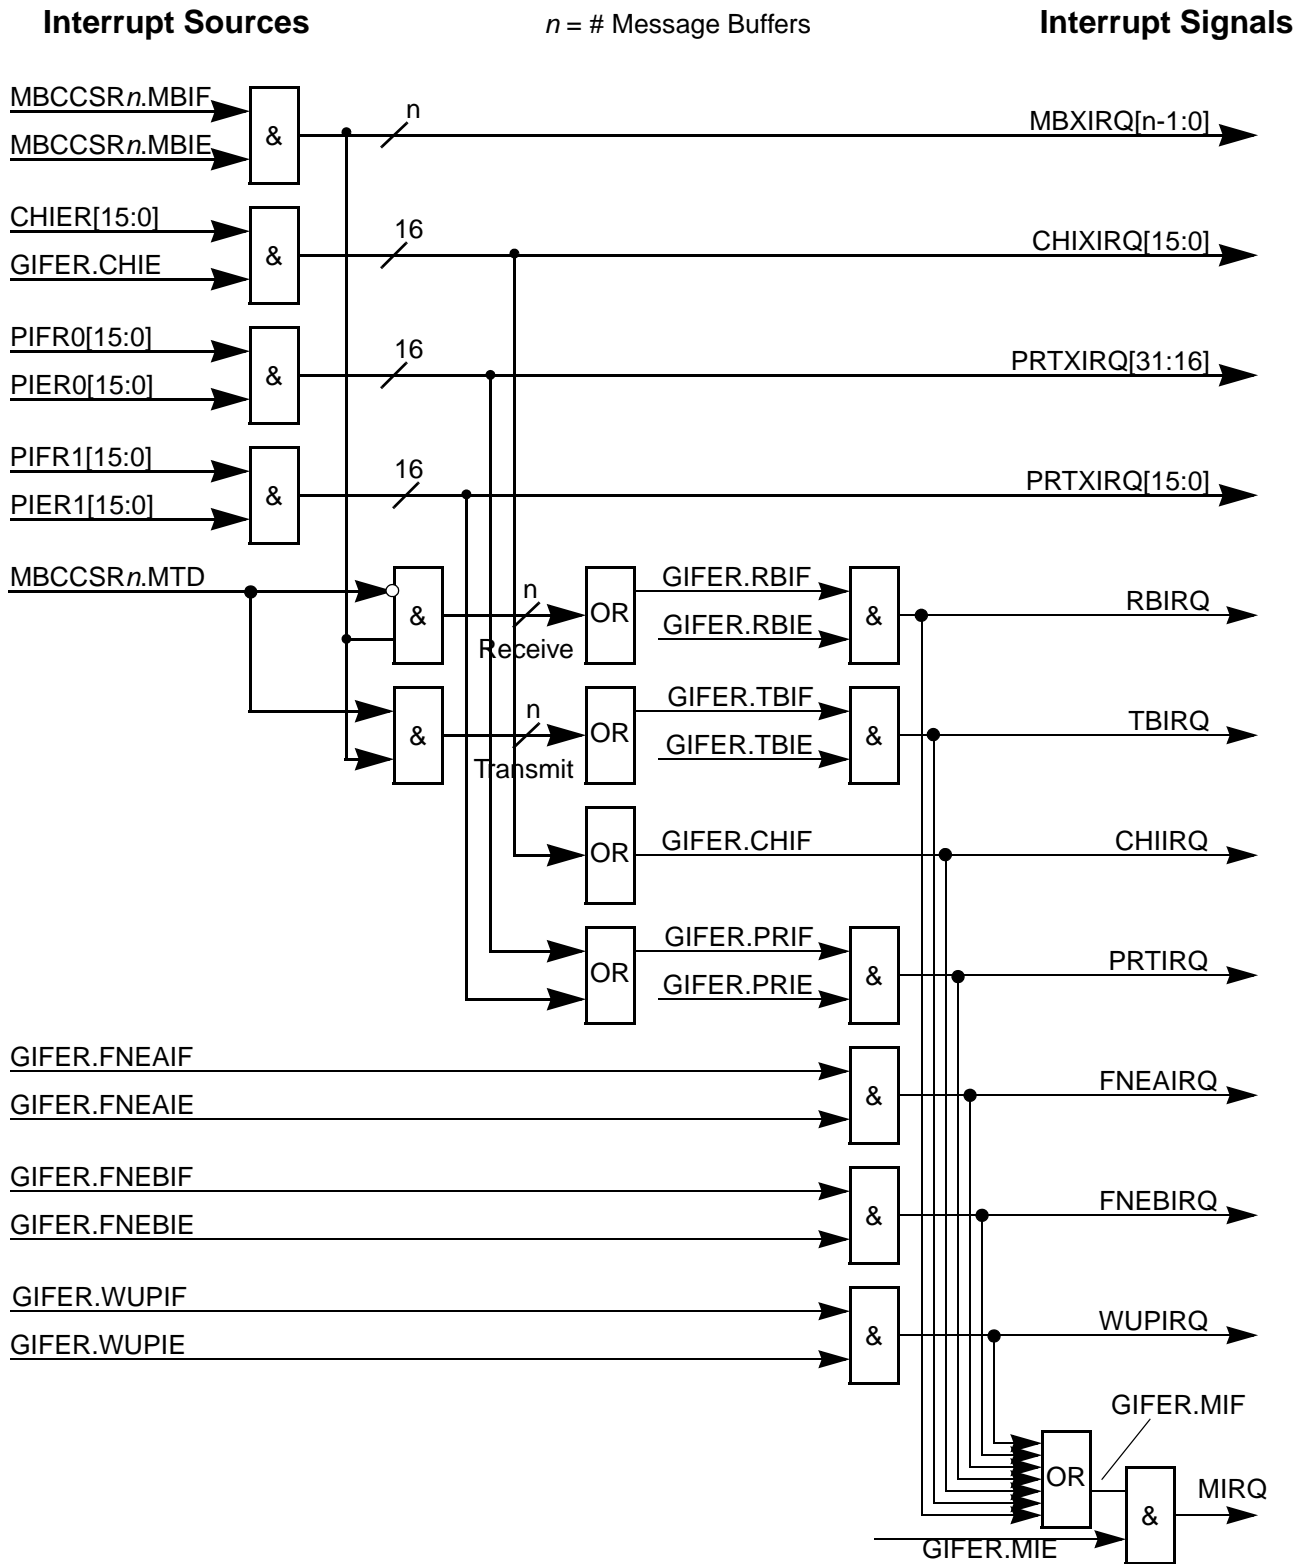 Interrupt Sources
n = # Message Buffers
Interrupt Signals
MBCCSRn.MBIF
n
MBXIRQ[n-1:0]
&
MBCCSRn.MBIE
CHIER[15:0]
16
CHIXIRQ[15:0]
&
GIFER.CHIE
PIFR0[15:0]
16
PRTXIRQ[31:16]
&
PIER0[15:0]
PIFR1[15:0]
16
PRTXIRQ[15:0]
&
PIER1[15:0]
MBCCSRn.MTD
&
n
Receive
OR
GIFER.RBIF
GIFER.RBIE
&
RBIRQ
&
n
Transmit
OR
GIFER.TBIF
GIFER.TBIE
&
TBIRQ
OR
GIFER.CHIF
CHIIRQ
OR
GIFER.PRIF
GIFER.PRIE
&
PRTIRQ
GIFER.FNEAIF
GIFER.FNEAIE
&
FNEAIRQ
GIFER.FNEBIF
GIFER.FNEBIE
&
FNEBIRQ
GIFER.WUPIF
GIFER.WUPIE
&
WUPIRQ
GIFER.MIF
OR
MIRQ
&
GIFER.MIE